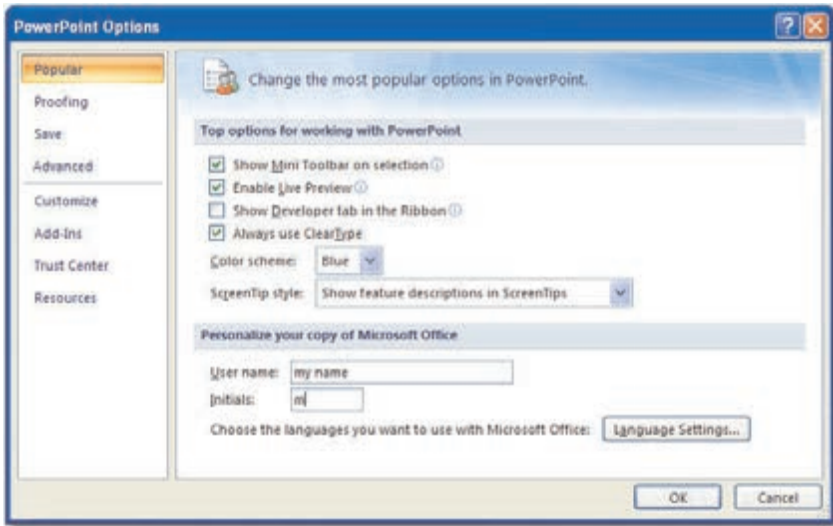 PowerPoint Options
Popular
Proofing
Save
Advanced
Customize
Add-Ins
Trust Center
Resources
Change the most popular options in PowerPoint.
Top options for working with PowerPoint
Show Mini Toolbar on selection
Enable Live Preview
Show Developer tab in the Ribbon
Always use ClearType
Color scheme: Blue
ScreenTip style: Show feature descriptions in ScreenTips
Personalize your copy of Microsoft Office
User name: my name
Initials: m
Choose the languages you want to use with Microsoft Office: Language Settings...
OK Cancel